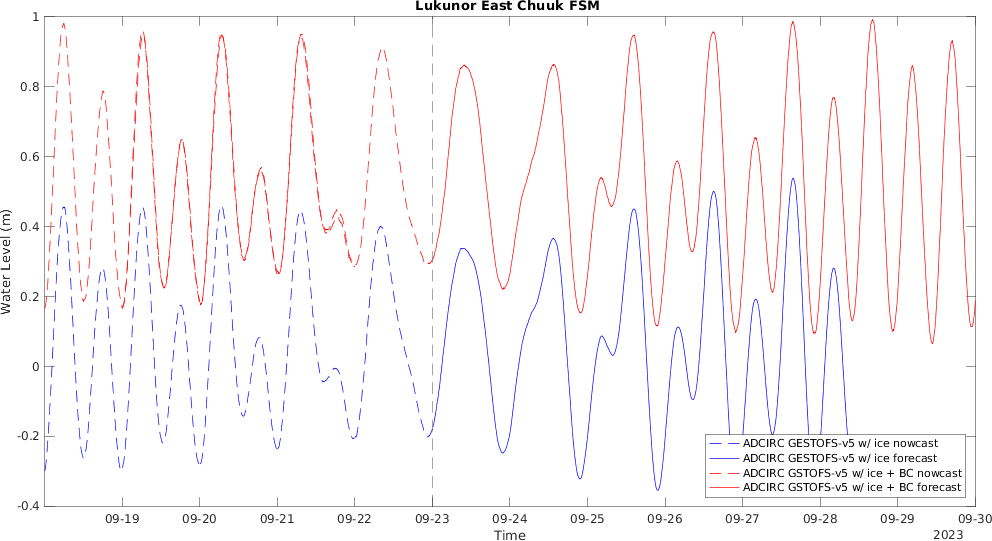 Lukunor East Chuuk FSM
Water Level (m)
1
0.8
0.6
0.4
0.2
0
-0.2
-0.4
ADCIRC GESTOFS-v5 w/ ice nowcast
ADCIRC GESTOFS-v5 w/ ice forecast
ADCIRC GSTOFS-v5 w/ ice + BC nowcast
ADCIRC GSTOFS-v5 w/ ice + BC forecast
09-19 09-20 09-21 09-22 09-23 09-24 09-25 09-26 09-27 09-28 09-29 09-30
Time
2023